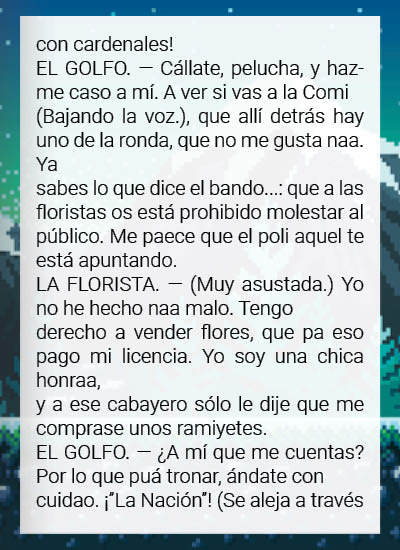 con cardenales!
EL GOLFO. — Cállate, pelucha, y haz-
me caso a mí. A ver si vas a la Comi
(Bajando la voz.), que allí detrás hay
uno de la ronda, que no me gusta naa.
Ya
sabes lo que dice el bando...: que a las
floristas os está prohibido molestar al
público. Me paece que el poli aquel te
está apuntando.
LA FLORISTA. — (Muy asustada.) Yo
no he hecho naa malo. Tengo
derecho a vender flores, que pa eso
pago mi licencia. Yo soy una chica
honraa,
y a ese cabayero sólo le dije que me
comprase unos ramiyetes.
EL GOLFO. — ¿A mí que me cuentas?
Por lo que puá tronar, ándate con
cuidao. ¡”La Nación”! (Se aleja a través